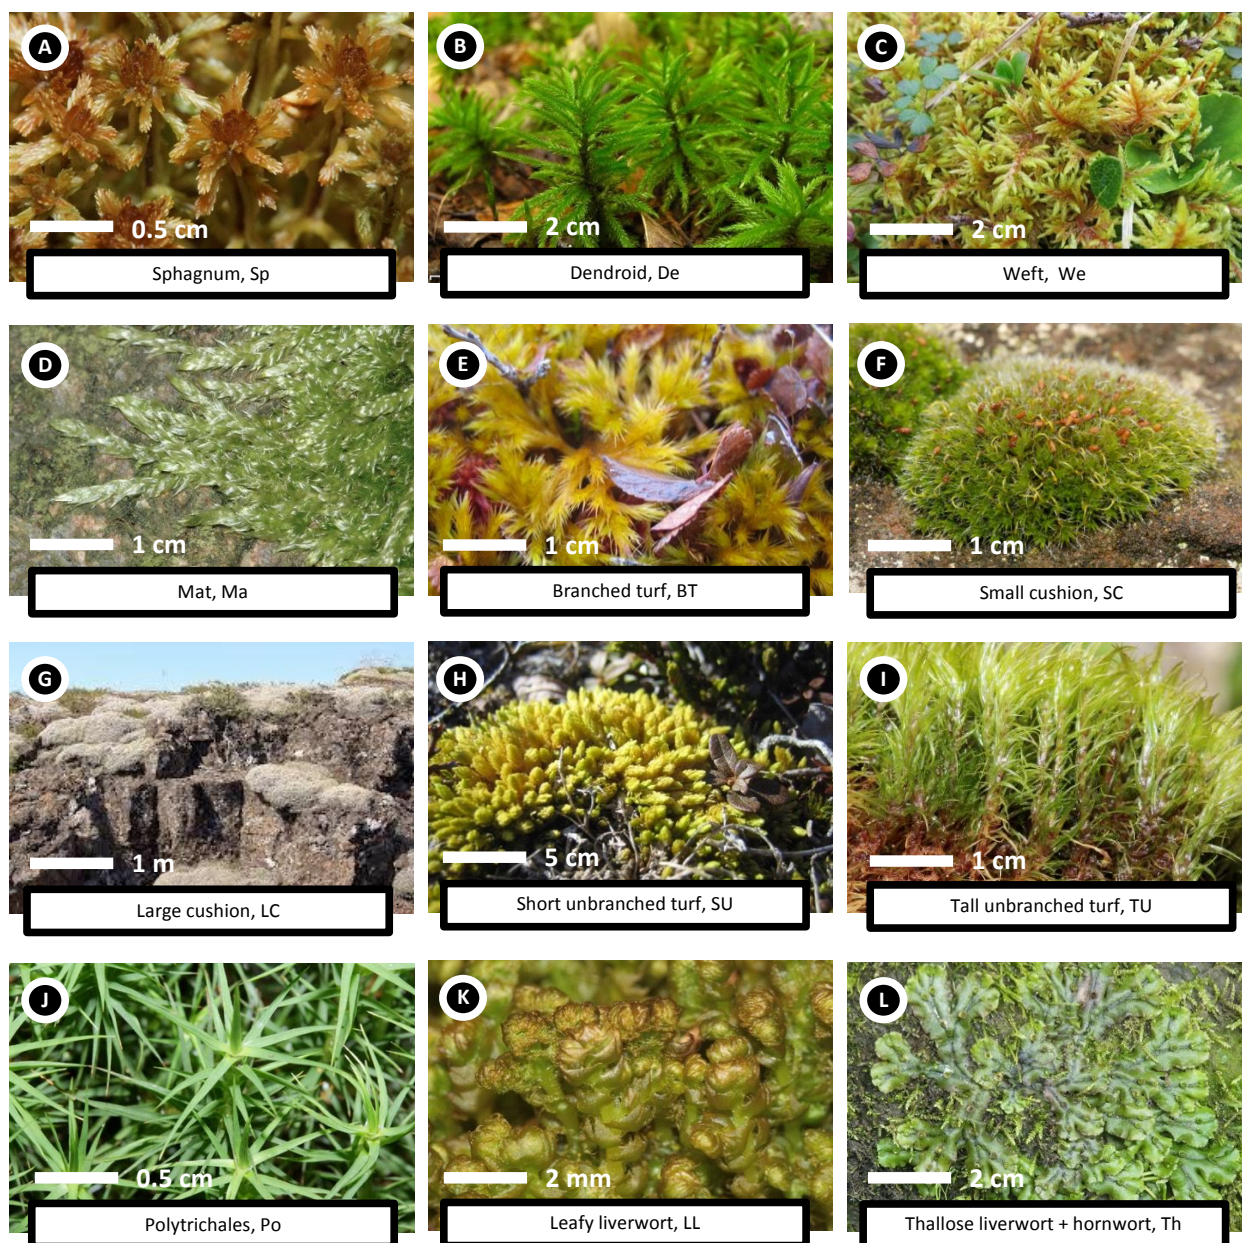 A
0.5 cm
Sphagnum, Sp
B
2 cm
Dendroid, De
C
2 cm
Weft, We
D
1 cm
Mat, Ma
E
1 cm
Branched turf, BT
F
1 cm
Small cushion, SC
G
1 m
Large cushion, LC
H
5 cm
Short unbranched turf, SU
I
1 cm
Tall unbranched turf, TU
J
0.5 cm
Polytrichales, Po
K
2 mm
Leafy liverwort, LL
L
2 cm
Thallose liverwort + hornwort, Th